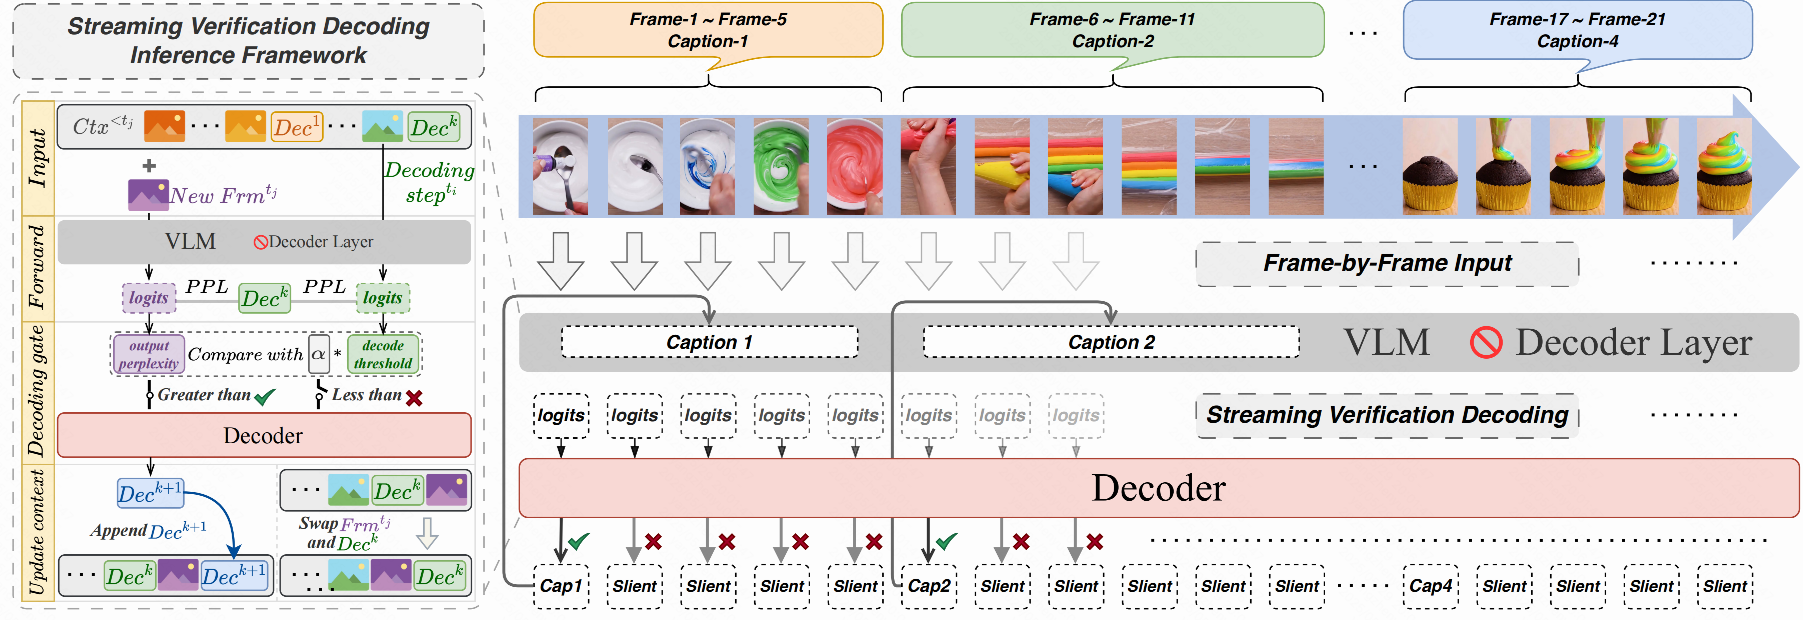 Streaming Verification Decoding
Inference Framework
Input
Ctx^{<t_j}
Dec^1
Dec^k
+
New Frm^{t_j}
Decoding
step^{t_i}
Forward
VLM
Decoder Layer
logits
PPL
Dec^k
PPL
logits
Decoding gate
output
perplexity
Compare with
α
*
decode
threshold
Greater than
Less than
Decoder
Update context
Dec^{k+1}
Append Dec^{k+1}
Dec^k
Dec^{k+1}
Dec^k
Swap Frm^{t_j}
and Dec^k
Dec^k
Frame-1 ~ Frame-5
Caption-1
Frame-6 ~ Frame-11
Caption-2
Frame-17 ~ Frame-21
Caption-4
Frame-by-Frame Input
Caption 1
Caption 2
VLM
Decoder Layer
logits logits logits logits logits logits logits logits
Streaming Verification Decoding
Decoder
Cap1 Slient Slient Slient Slient Cap2 Slient Slient Slient Slient Slient Cap4 Slient Slient Slient Slient